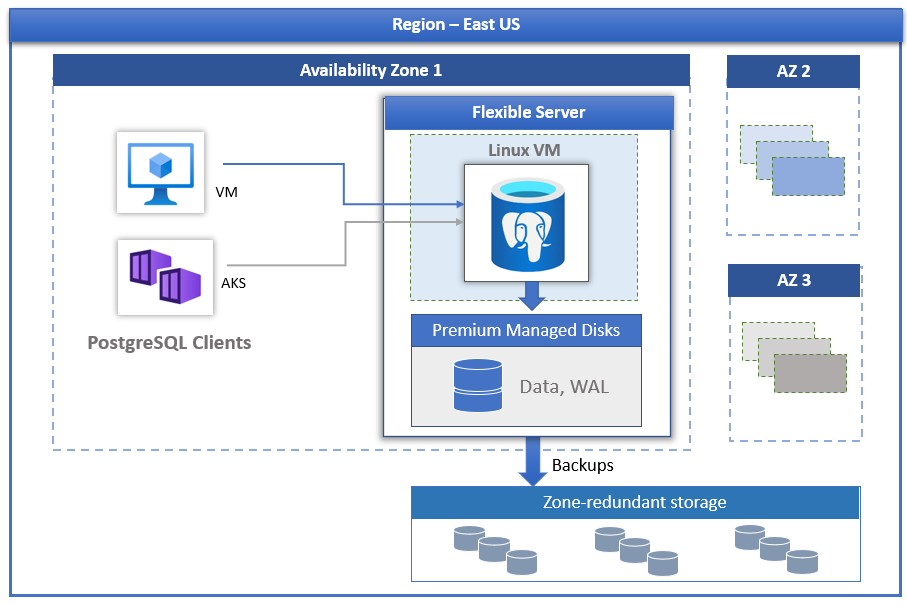 Region – East US
Availability Zone 1
AZ 2
Flexible Server
Linux VM
VM
AKS
PostgreSQL Clients
Premium Managed Disks
Data, WAL
AZ 3
Backups
Zone-redundant storage